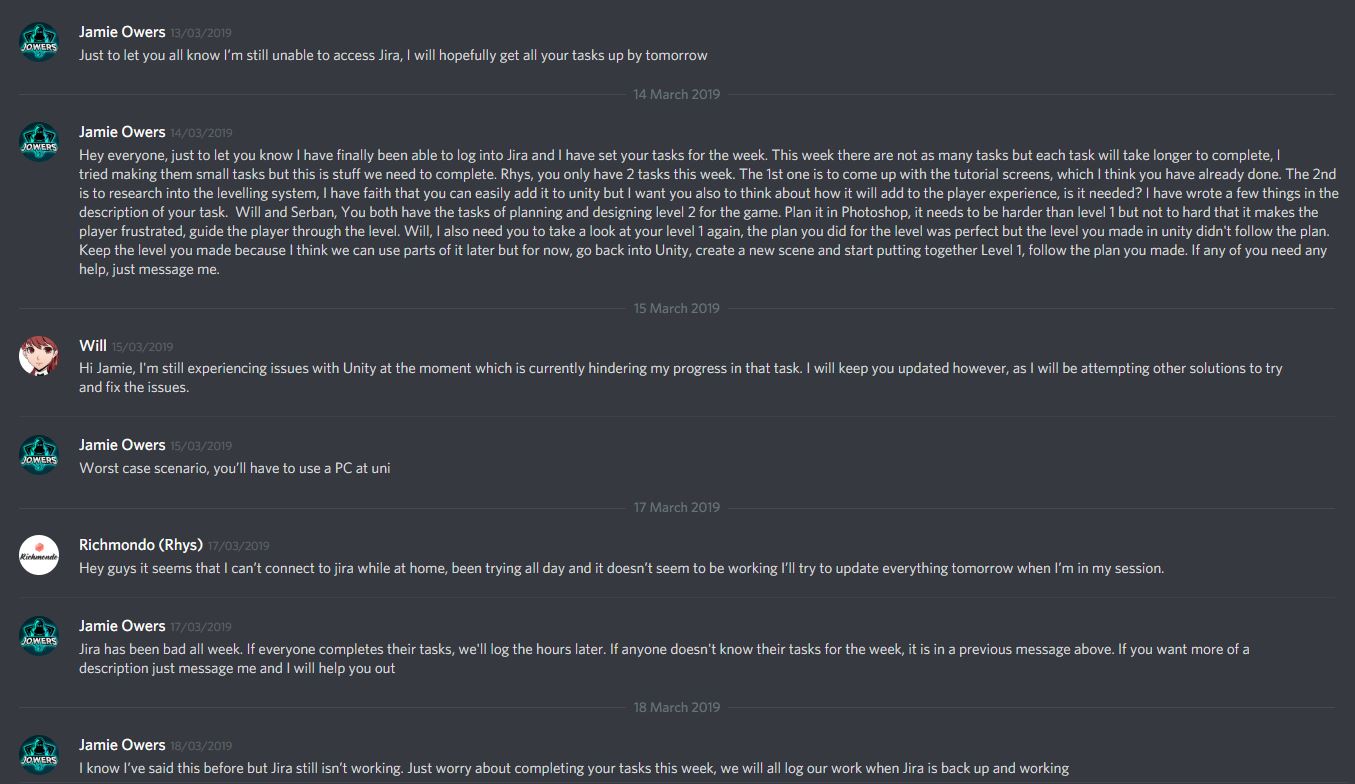 Jamie Owers 13/03/2019
JOWERS
Just to let you all know I'm still unable to access Jira, I will hopefully get all your tasks up by tomorrow
14 March 2019
Jamie Owers 14/03/2019
JOWERS
Hey everyone, just to let you know I have finally been able to log into Jira and I have set your tasks for the week. This week there are not as many tasks but each task will take longer to complete, I
tried making them small tasks but this is stuff we need to complete. Rhys, you only have 2 tasks this week. The 1st one is to come up with the tutorial screens, which I think you have already done. The 2nd
is to research into the levelling system, I have faith that you can easily add it to unity but I want you also to think about how it will add to the player experience, is it needed? I have wrote a few things in the
description of your task.  Will and Serban, You both have the tasks of planning and designing level 2 for the game. Plan it in Photoshop, it needs to be harder than level 1 but not to hard that it makes the
player frustrated, guide the player through the level. Will, I also need you to take a look at your level 1 again, the plan you did for the level was perfect but the level you made in unity didn't follow the plan.
Keep the level you made because I think we can use parts of it later but for now, go back into Unity, create a new scene and start putting together Level 1, follow the plan you made. If any of you need any
help, just message me.
15 March 2019
Will 15/03/2019
Hi Jamie, I'm still experiencing issues with Unity at the moment which is currently hindering my progress in that task. I will keep you updated however, as I will be attempting other solutions to try
and fix the issues.
Jamie Owers 15/03/2019
JOWERS
Worst case scenario, you'll have to use a PC at uni
17 March 2019
Richmondo (Rhys) 17/03/2019
Richmondo
Hey guys it seems that I can't connect to jira while at home, been trying all day and it doesn't seem to be working I'll try to update everything tomorrow when I'm in my session.
Jamie Owers 17/03/2019
JOWERS
Jira has been bad all week. If everyone completes their tasks, we'll log the hours later. If anyone doesn't know their tasks for the week, it is in a previous message above. If you want more of a
description just message me and I will help you out
18 March 2019
Jamie Owers 18/03/2019
JOWERS
I know I've said this before but Jira still isn't working. Just worry about completing your tasks this week, we will all log our work when Jira is back up and working